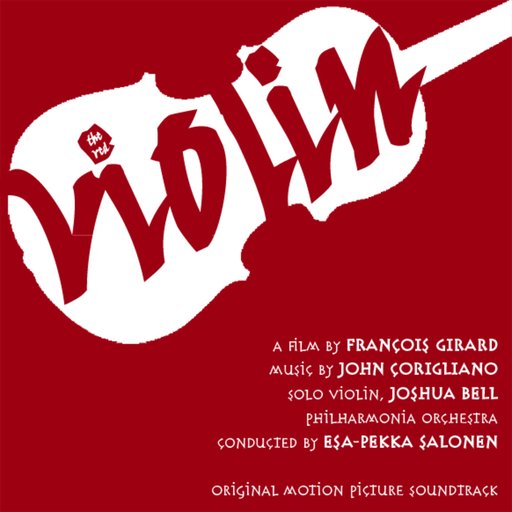 the
red
violin
A FILM BY FRANÇOIS GIRARD
MUSIC BY JOHN CORIGLIANO
SOLO VIOLIN, JOSHUA BELL
PHILHARMONIA ORCHESTRA
CONDUCTED BY ESA-PEKKA SALONEN
ORIGINAL MOTION PICTURE SOUNDTRACK